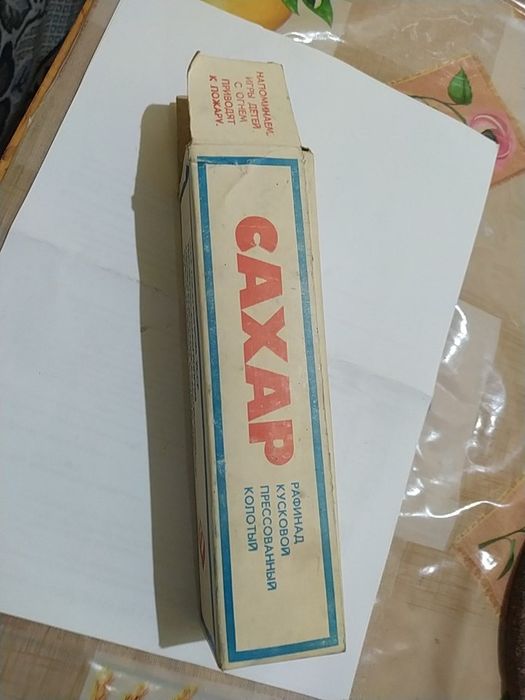 НАПОМИНАЕМ:
ИГРЫ ДЕТЕЙ
С ОГНЕМ
ПРИВОДЯТ
К ПОЖАРУ.
САХАР
РАФИНАД
КУСКОВОЙ
ПРЕССОВАННЫЙ
КОЛОТЫЙ